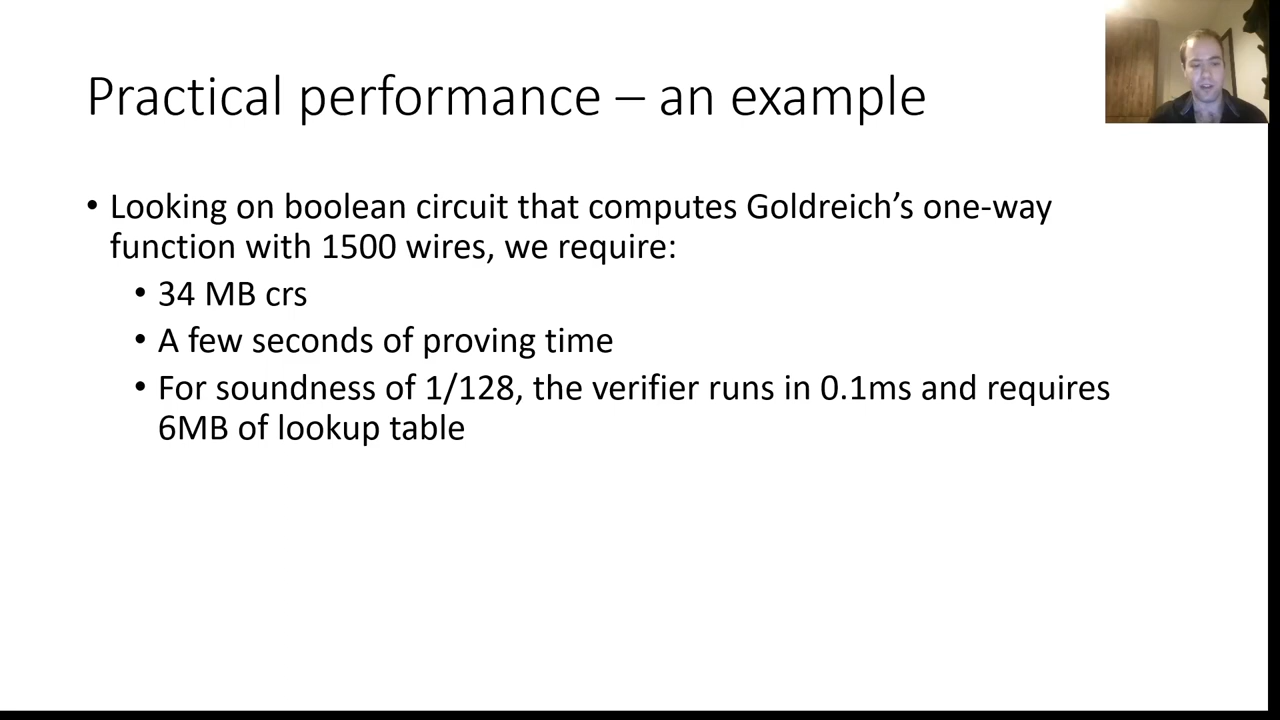 Practical performance – an example
• Looking on boolean circuit that computes Goldreich’s one-way
function with 1500 wires, we require:
• 34 MB crs
• A few seconds of proving time
• For soundness of 1/128, the verifier runs in 0.1ms and requires
6MB of lookup table